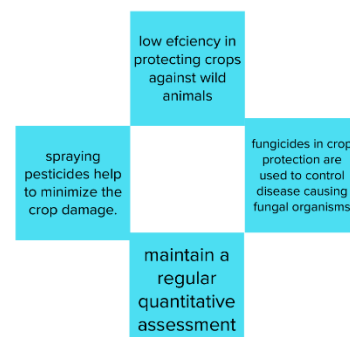 low efciency in
protecting crops
against wild
animals
spraying
pesticides help
to minimize the
crop damage.
fungicides in crop
protection are
used to control
disease causing
fungal organisms
maintain a
regular
quantitative
assessment